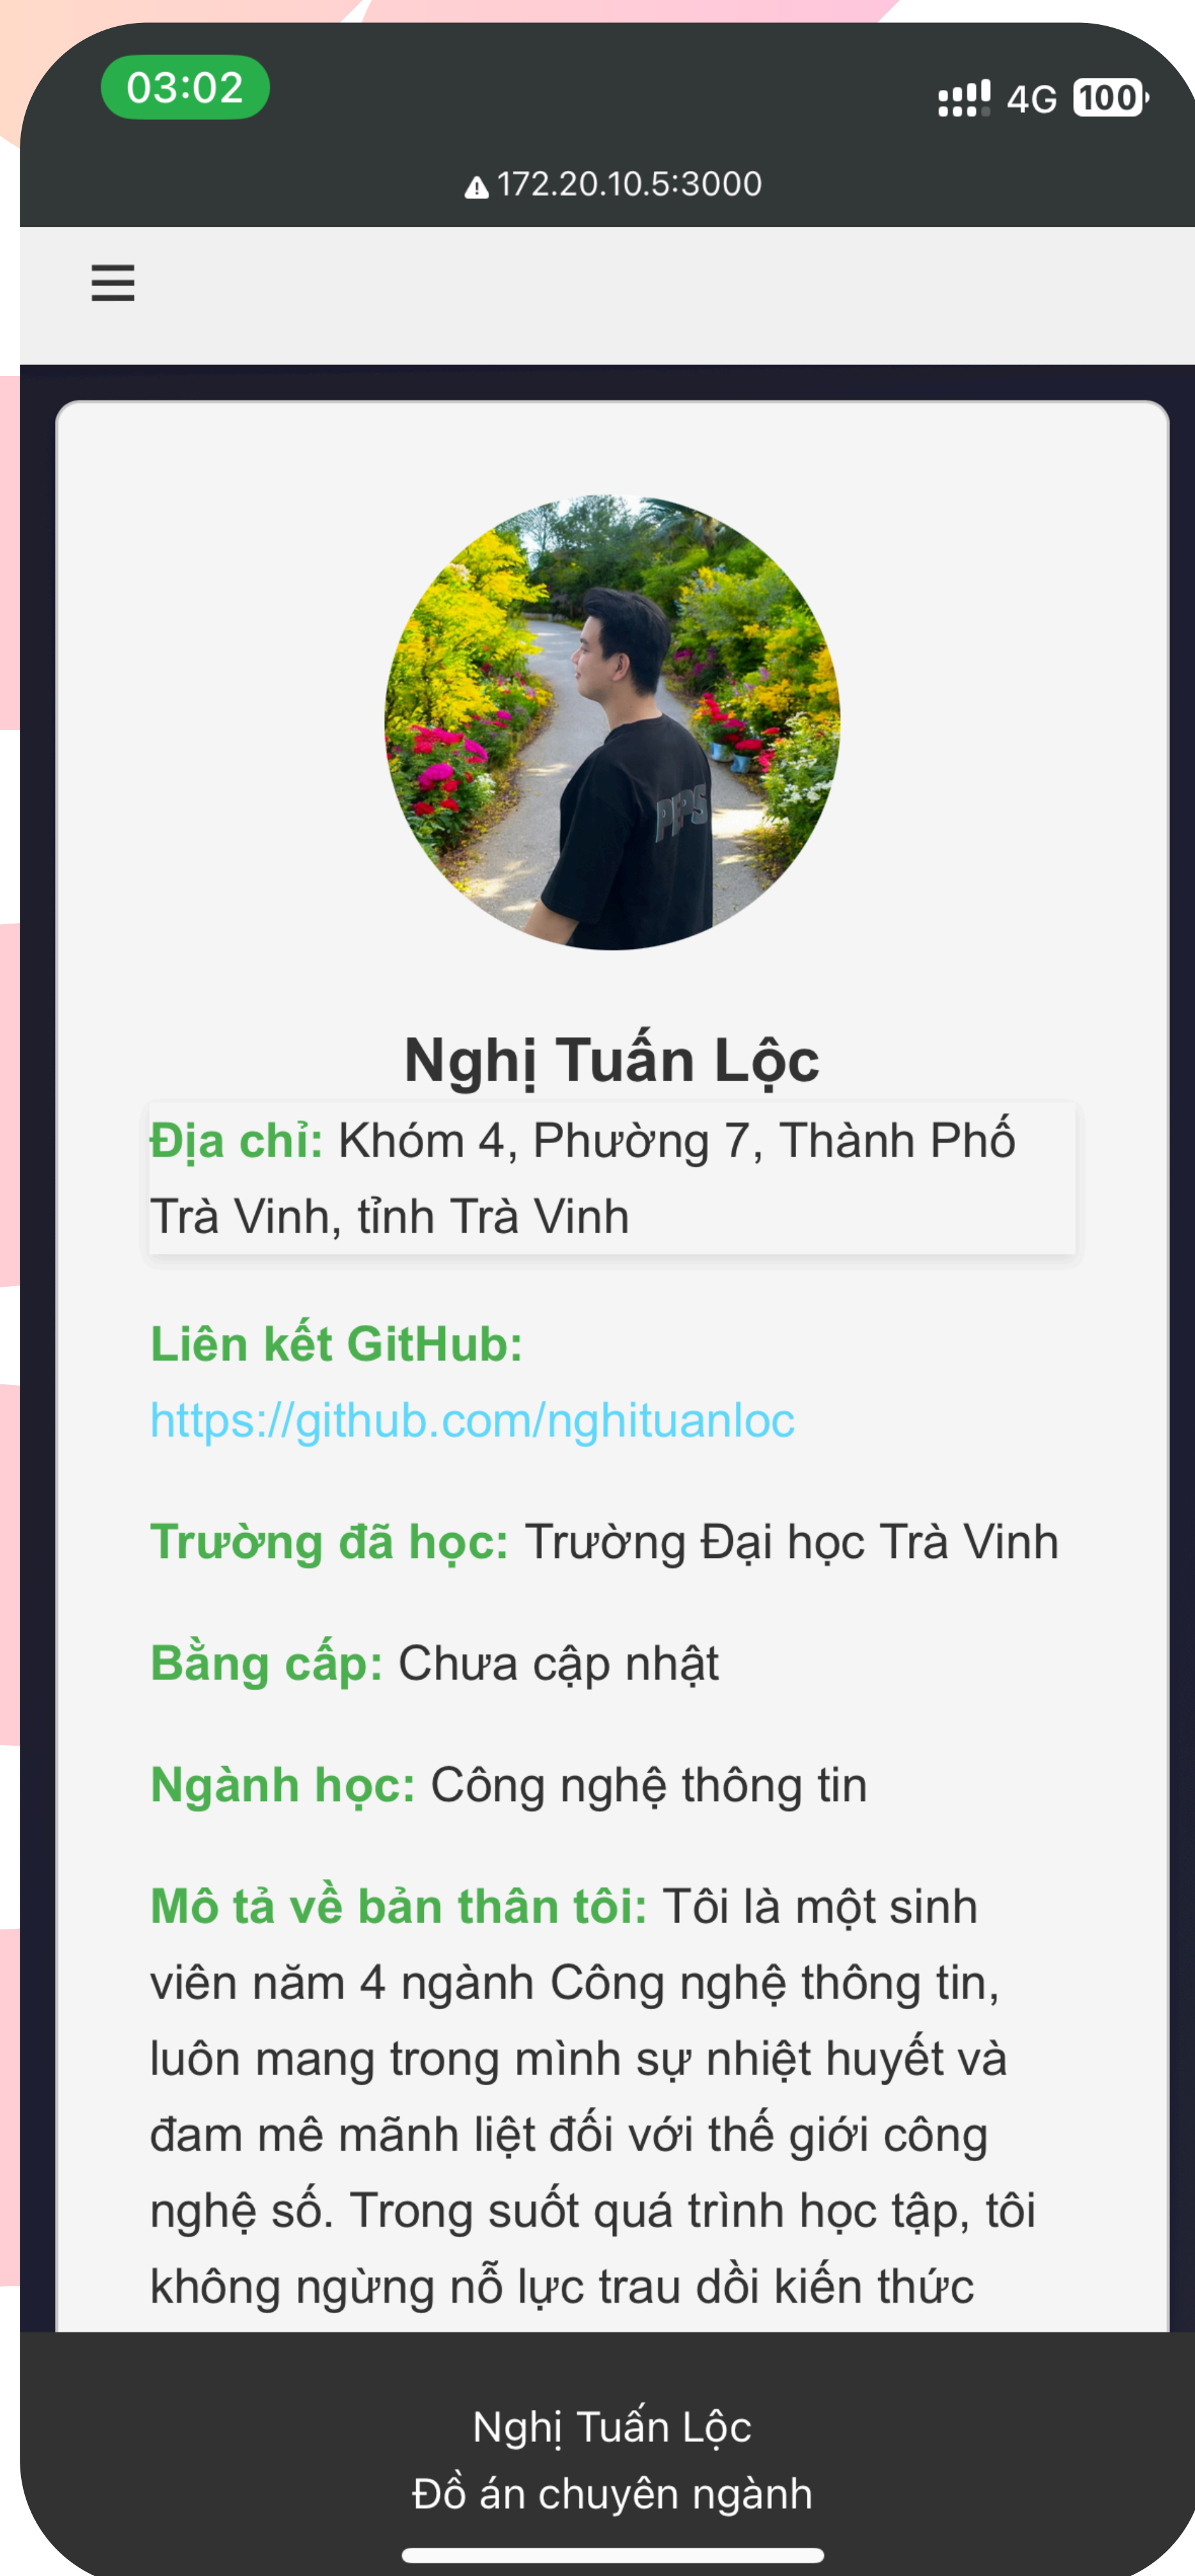 03:02
4G 100
172.20.10.5:3000
PPS
Nghị Tuấn Lộc
Địa chỉ: Khóm 4, Phường 7, Thành Phố
Trà Vinh, tỉnh Trà Vinh
Liên kết GitHub:
https://github.com/nghituanloc
Trường đã học: Trường Đại học Trà Vinh
Bằng cấp: Chưa cập nhật
Ngành học: Công nghệ thông tin
Mô tả về bản thân tôi: Tôi là một sinh
viên năm 4 ngành Công nghệ thông tin,
luôn mang trong mình sự nhiệt huyết và
đam mê mãnh liệt đối với thế giới công
nghệ số. Trong suốt quá trình học tập, tôi
không ngừng nỗ lực trau dồi kiến thức
Nghị Tuấn Lộc
Đồ án chuyên ngành